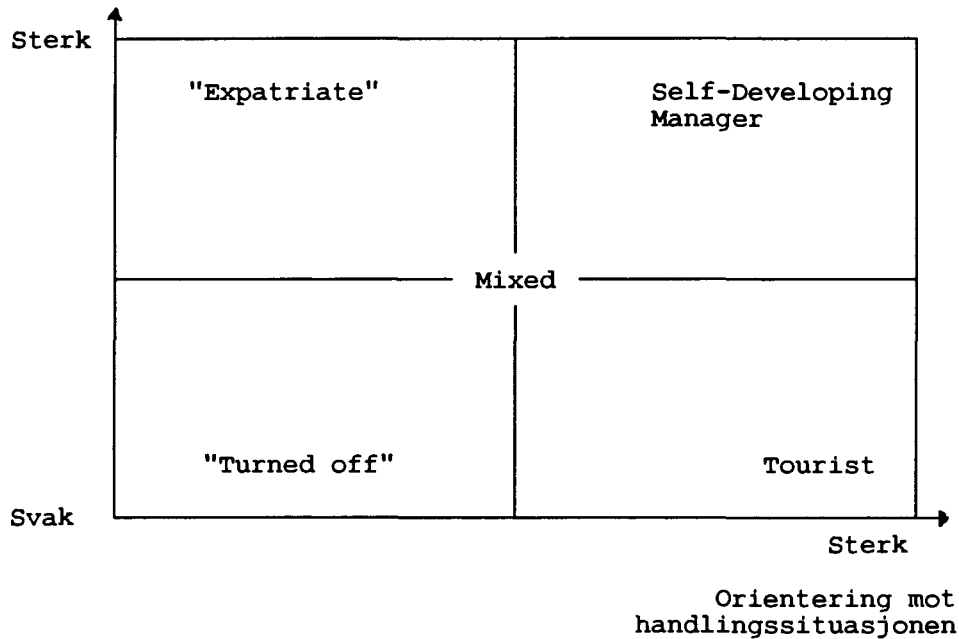 Sterk
"Expatriate"
Self-Developing
Manager
Mixed
"Turned off"
Tourist
Svak
Sterk
Orientering mot
handlingssituasjonen